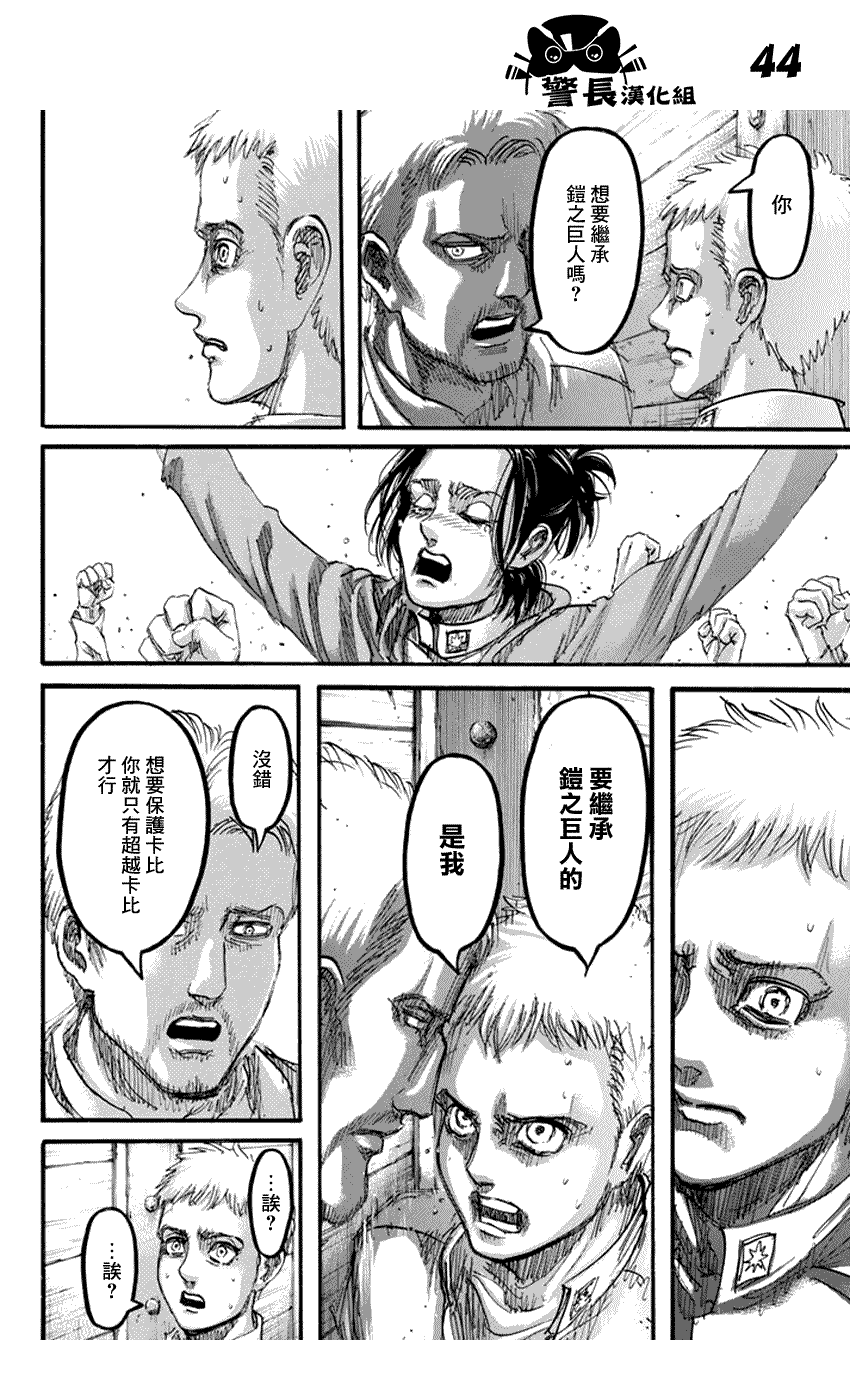 警長漢化組
44
你
想要繼承
鎧之巨人嗎?
要繼承
鎧之巨人的
是我
沒錯
想要保護卡比
你就只有超越卡比
才行
…誒?
…誒?